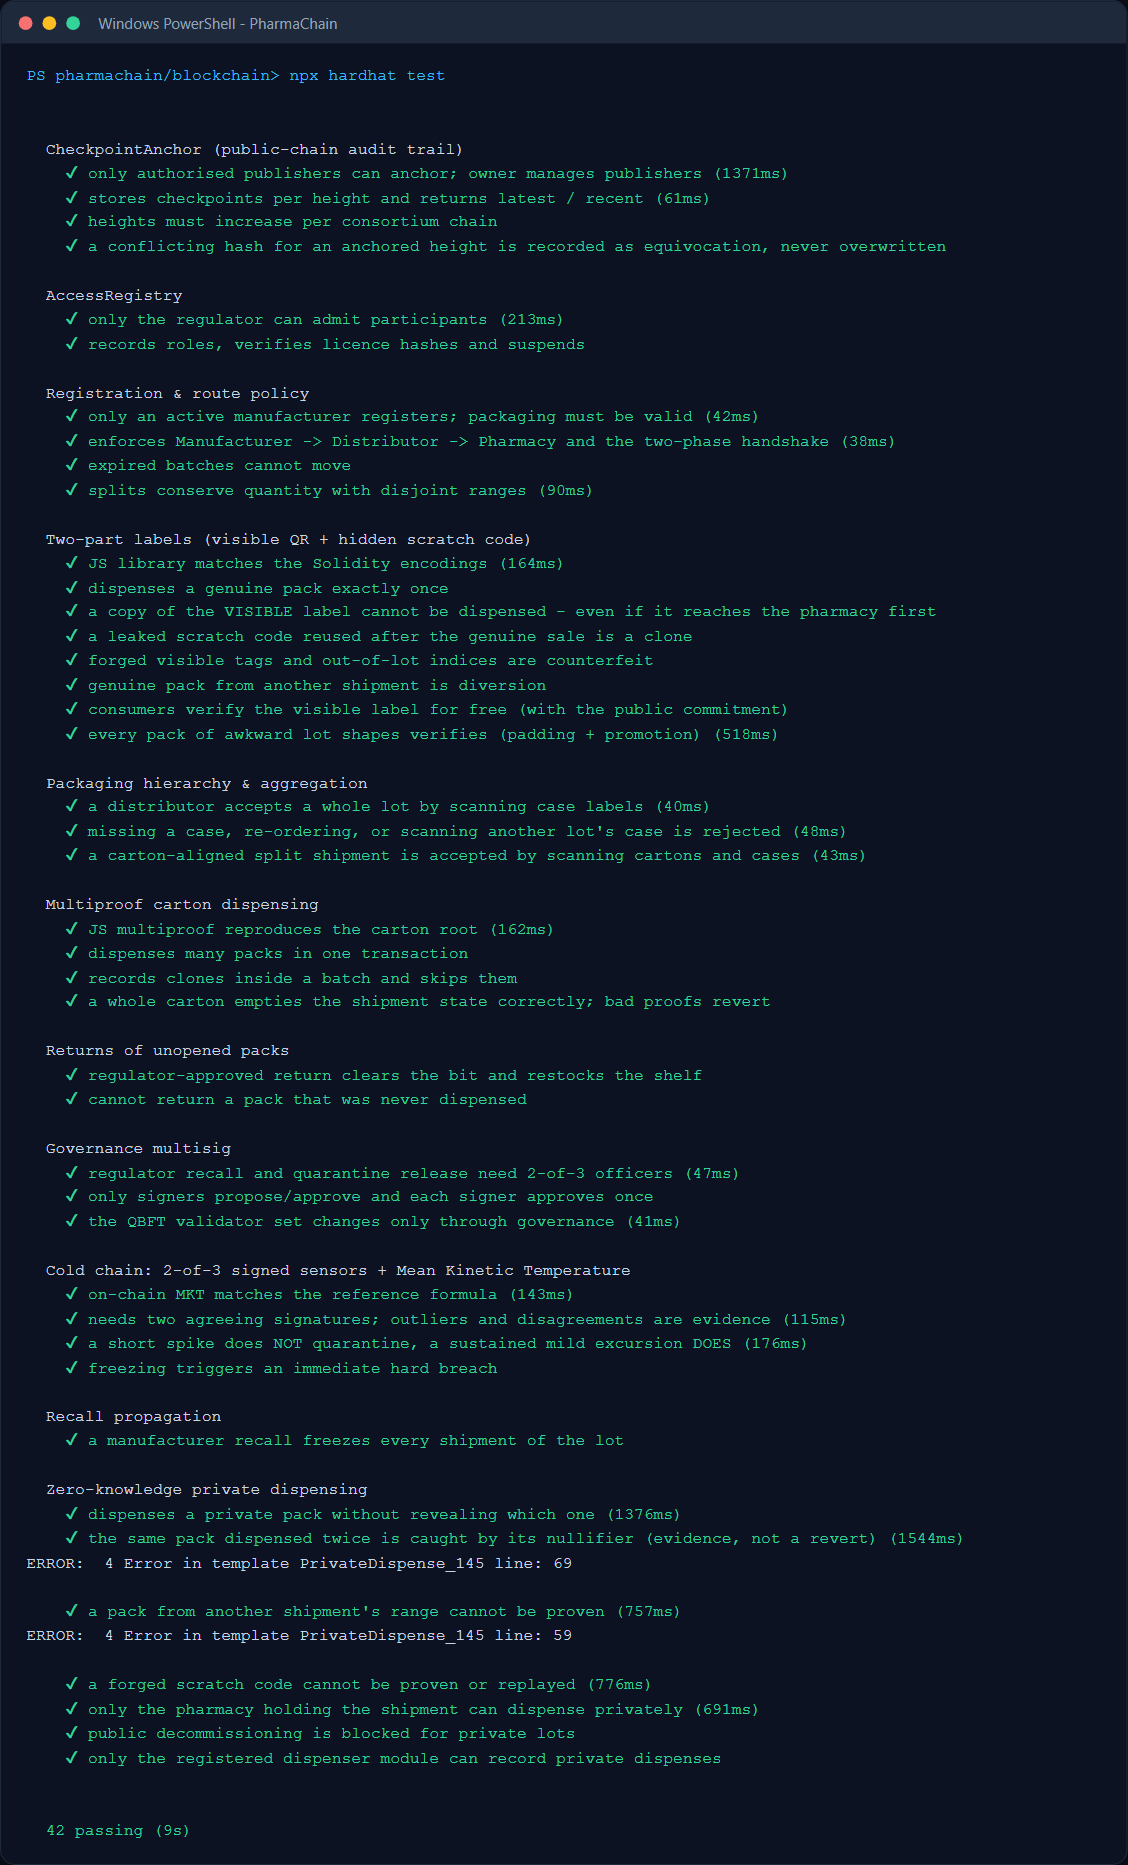 Windows PowerShell - PharmaChain
PS pharmachain/blockchain> npx hardhat test
CheckpointAnchor (public-chain audit trail)
✔ only authorised publishers can anchor; owner manages publishers (1371ms)
✔ stores checkpoints per height and returns latest / recent (61ms)
✔ heights must increase per consortium chain
✔ a conflicting hash for an anchored height is recorded as equivocation, never overwritten
AccessRegistry
✔ only the regulator can admit participants (213ms)
✔ records roles, verifies licence hashes and suspends
Registration & route policy
✔ only an active manufacturer registers; packaging must be valid (42ms)
✔ enforces Manufacturer -> Distributor -> Pharmacy and the two-phase handshake (38ms)
✔ expired batches cannot move
✔ splits conserve quantity with disjoint ranges (90ms)
Two-part labels (visible QR + hidden scratch code)
✔ JS library matches the Solidity encodings (164ms)
✔ dispenses a genuine pack exactly once
✔ a copy of the VISIBLE label cannot be dispensed - even if it reaches the pharmacy first
✔ a leaked scratch code reused after the genuine sale is a clone
✔ forged visible tags and out-of-lot indices are counterfeit
✔ genuine pack from another shipment is diversion
✔ consumers verify the visible label for free (with the public commitment)
✔ every pack of awkward lot shapes verifies (padding + promotion) (518ms)
Packaging hierarchy & aggregation
✔ a distributor accepts a whole lot by scanning case labels (40ms)
✔ missing a case, re-ordering, or scanning another lot's case is rejected (48ms)
✔ a carton-aligned split shipment is accepted by scanning cartons and cases (43ms)
Multiproof carton dispensing
✔ JS multiproof reproduces the carton root (162ms)
✔ dispenses many packs in one transaction
✔ records clones inside a batch and skips them
✔ a whole carton empties the shipment state correctly; bad proofs revert
Returns of unopened packs
✔ regulator-approved return clears the bit and restocks the shelf
✔ cannot return a pack that was never dispensed
Governance multisig
✔ regulator recall and quarantine release need 2-of-3 officers (47ms)
✔ only signers propose/approve and each signer approves once
✔ the QBFT validator set changes only through governance (41ms)
Cold chain: 2-of-3 signed sensors + Mean Kinetic Temperature
✔ on-chain MKT matches the reference formula (143ms)
✔ needs two agreeing signatures; outliers and disagreements are evidence (115ms)
✔ a short spike does NOT quarantine, a sustained mild excursion DOES (176ms)
✔ freezing triggers an immediate hard breach
Recall propagation
✔ a manufacturer recall freezes every shipment of the lot
Zero-knowledge private dispensing
✔ dispenses a private pack without revealing which one (1376ms)
✔ the same pack dispensed twice is caught by its nullifier (evidence, not a revert) (1544ms)
ERROR:  4 Error in template PrivateDispense_145 line: 69
✔ a pack from another shipment's range cannot be proven (757ms)
ERROR:  4 Error in template PrivateDispense_145 line: 59
✔ a forged scratch code cannot be proven or replayed (776ms)
✔ only the pharmacy holding the shipment can dispense privately (691ms)
✔ public decommissioning is blocked for private lots
✔ only the registered dispenser module can record private dispenses
42 passing (9s)